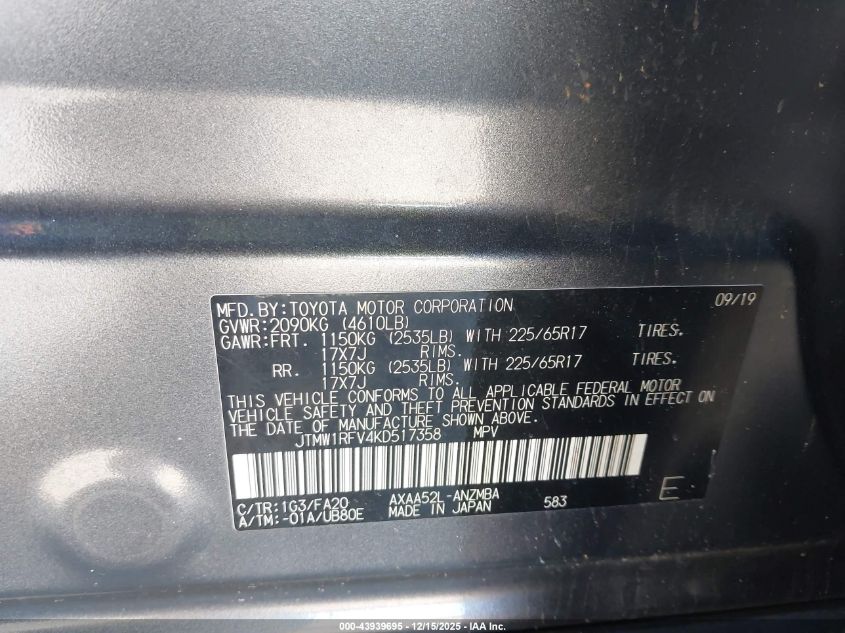 MFD.BY:TOYOTA MOTOR CORPORATION 09/19
GVWR:2090KG (4610LB)
GAWR:FRT. 1150KG (2535LB) WITH 225/65R17 TIRES.
17X7J RIMS.
RR. 1150KG (2535LB) WITH 225/65R17 TIRES.
17X7J RIMS.
THIS VEHICLE CONFORMS TO ALL APPLICABLE FEDERAL MOTOR
VEHICLE SAFETY AND THEFT PREVENTION STANDARDS IN EFFECT ON
THE DATE OF MANUFACTURE SHOWN ABOVE.
JTMW1RFV4KD517358 MPV
C/TR:1G3/FA20 AXAA52L-ANZMBA 583 E
A/TM:-01A/UB80E MADE IN JAPAN
000-43939695 - 12/15/2025 - IAA Inc.